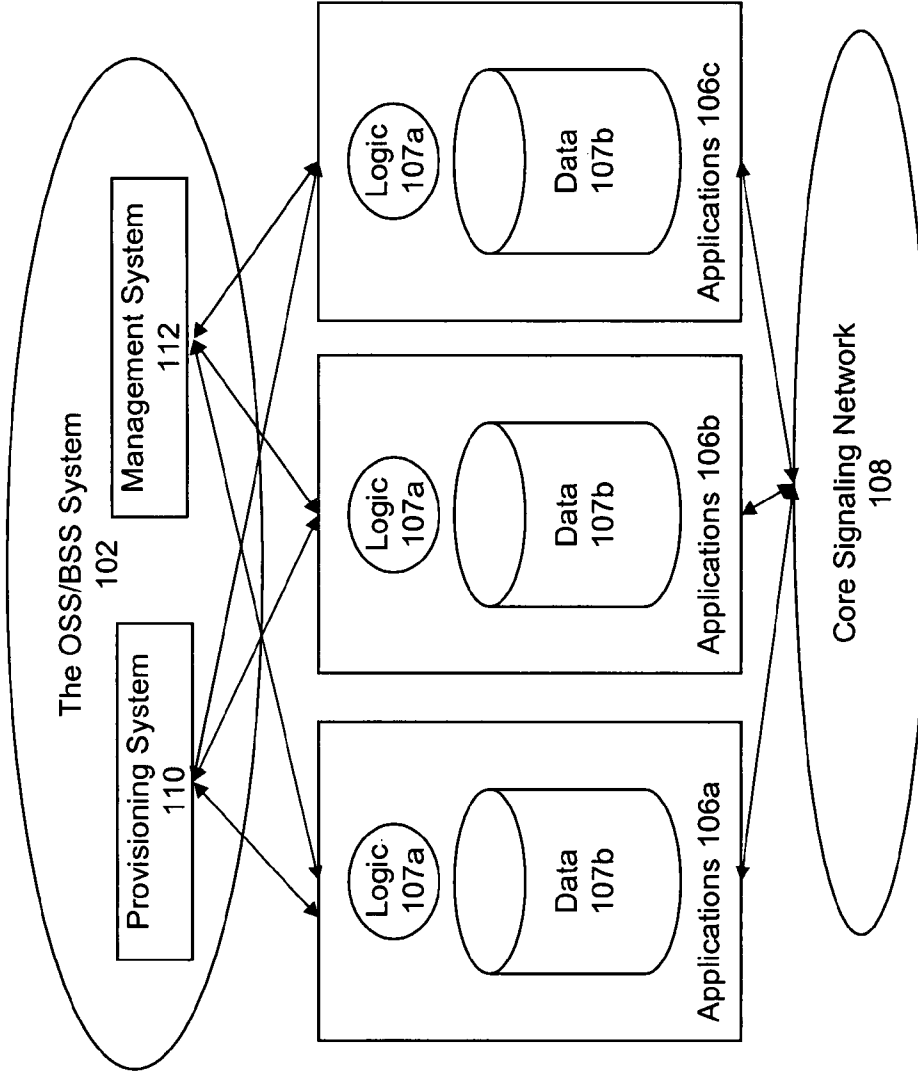 The OSS/BSS System
102
Provisioning System
110
Management System
112
Logic
107a
Data
107b
Applications 106a
Logic
107a
Data
107b
Applications 106b
Logic
107a
Data
107b
Applications 106c
Core Signaling Network
108